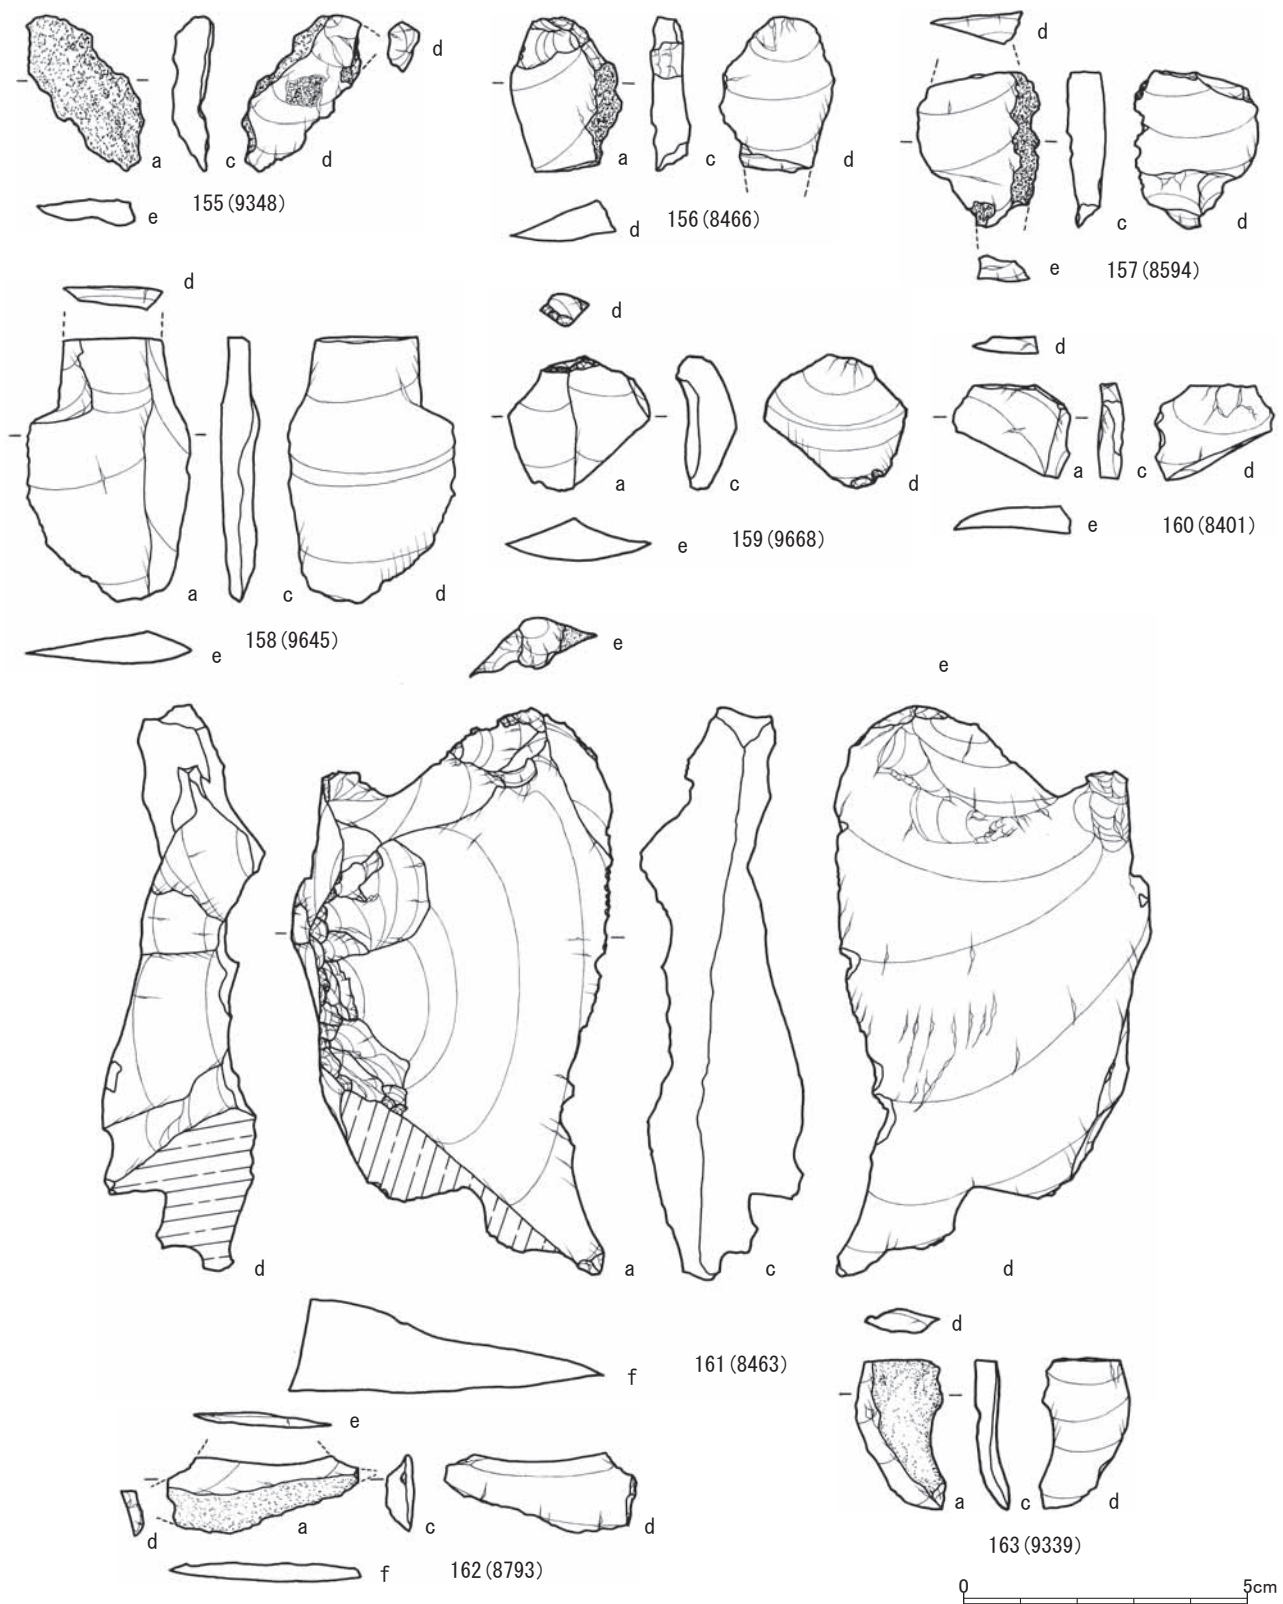 d
a c d
e
155(9348)
a c d
d
156(8466)
d
a c d
e
157(8594)
d
a c d
e
158(9645)
d
a c d
e
159(9668)
d
a c d
e
160(8401)
e
e
d a c d
f
161(8463)
e
d a c d
f
162(8793)
d
a c d
163(9339)
0 5cm